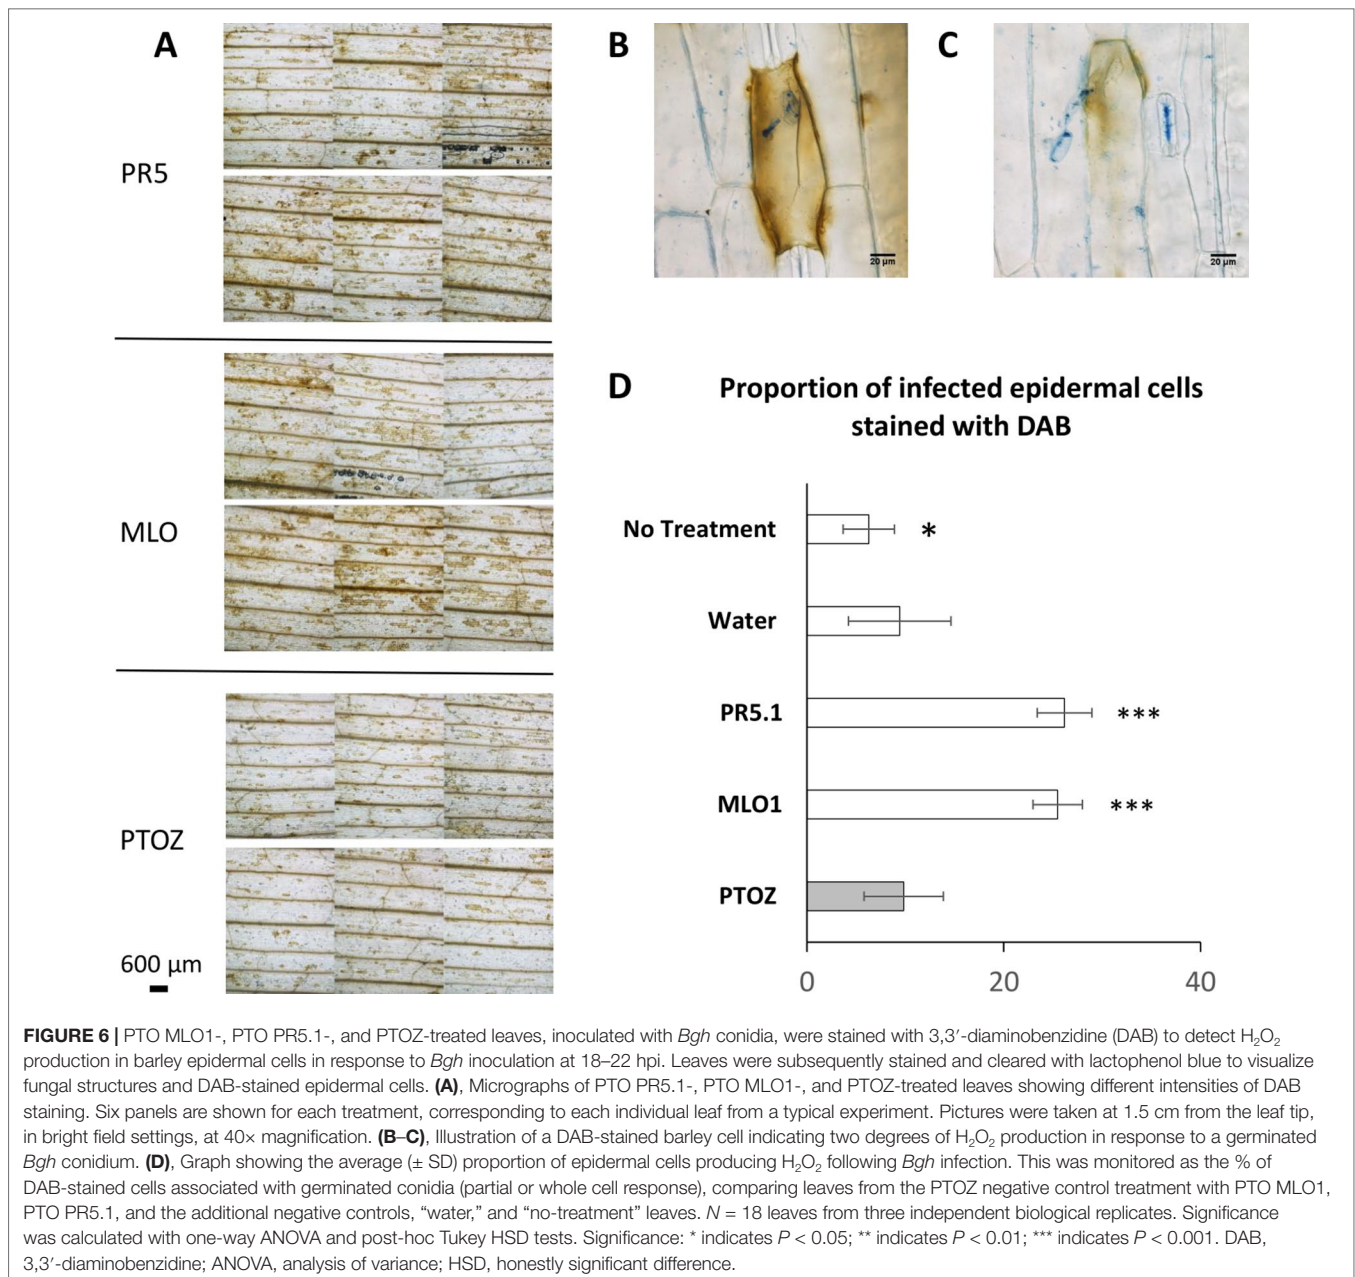 A
PR5
MLO
PTOZ
600 µm
B
20 µm
C
20 µm
D
Proportion of infected epidermal cells
stained with DAB
No Treatment
*
Water
PR5.1
***
MLO1
***
PTOZ
0
20
40
FIGURE 6 | PTO MLO1-, PTO PR5.1-, and PTOZ-treated leaves, inoculated with Bgh conidia, were stained with 3,3′-diaminobenzidine (DAB) to detect H₂O₂
production in barley epidermal cells in response to Bgh inoculation at 18–22 hpi. Leaves were subsequently stained and cleared with lactophenol blue to visualize
fungal structures and DAB-stained epidermal cells. (A), Micrographs of PTO PR5.1-, PTO MLO1-, and PTOZ-treated leaves showing different intensities of DAB
staining. Six panels are shown for each treatment, corresponding to each individual leaf from a typical experiment. Pictures were taken at 1.5 cm from the leaf tip,
in bright field settings, at 40× magnification. (B–C), Illustration of a DAB-stained barley cell indicating two degrees of H₂O₂ production in response to a germinated
Bgh conidium. (D), Graph showing the average (± SD) proportion of epidermal cells producing H₂O₂ following Bgh infection. This was monitored as the % of
DAB-stained cells associated with germinated conidia (partial or whole cell response), comparing leaves from the PTOZ negative control treatment with PTO MLO1,
PTO PR5.1, and the additional negative controls, “water,” and “no-treatment” leaves. N = 18 leaves from three independent biological replicates. Significance
was calculated with one-way ANOVA and post-hoc Tukey HSD tests. Significance: * indicates P < 0.05; ** indicates P < 0.01; *** indicates P < 0.001. DAB,
3,3′-diaminobenzidine; ANOVA, analysis of variance; HSD, honestly significant difference.